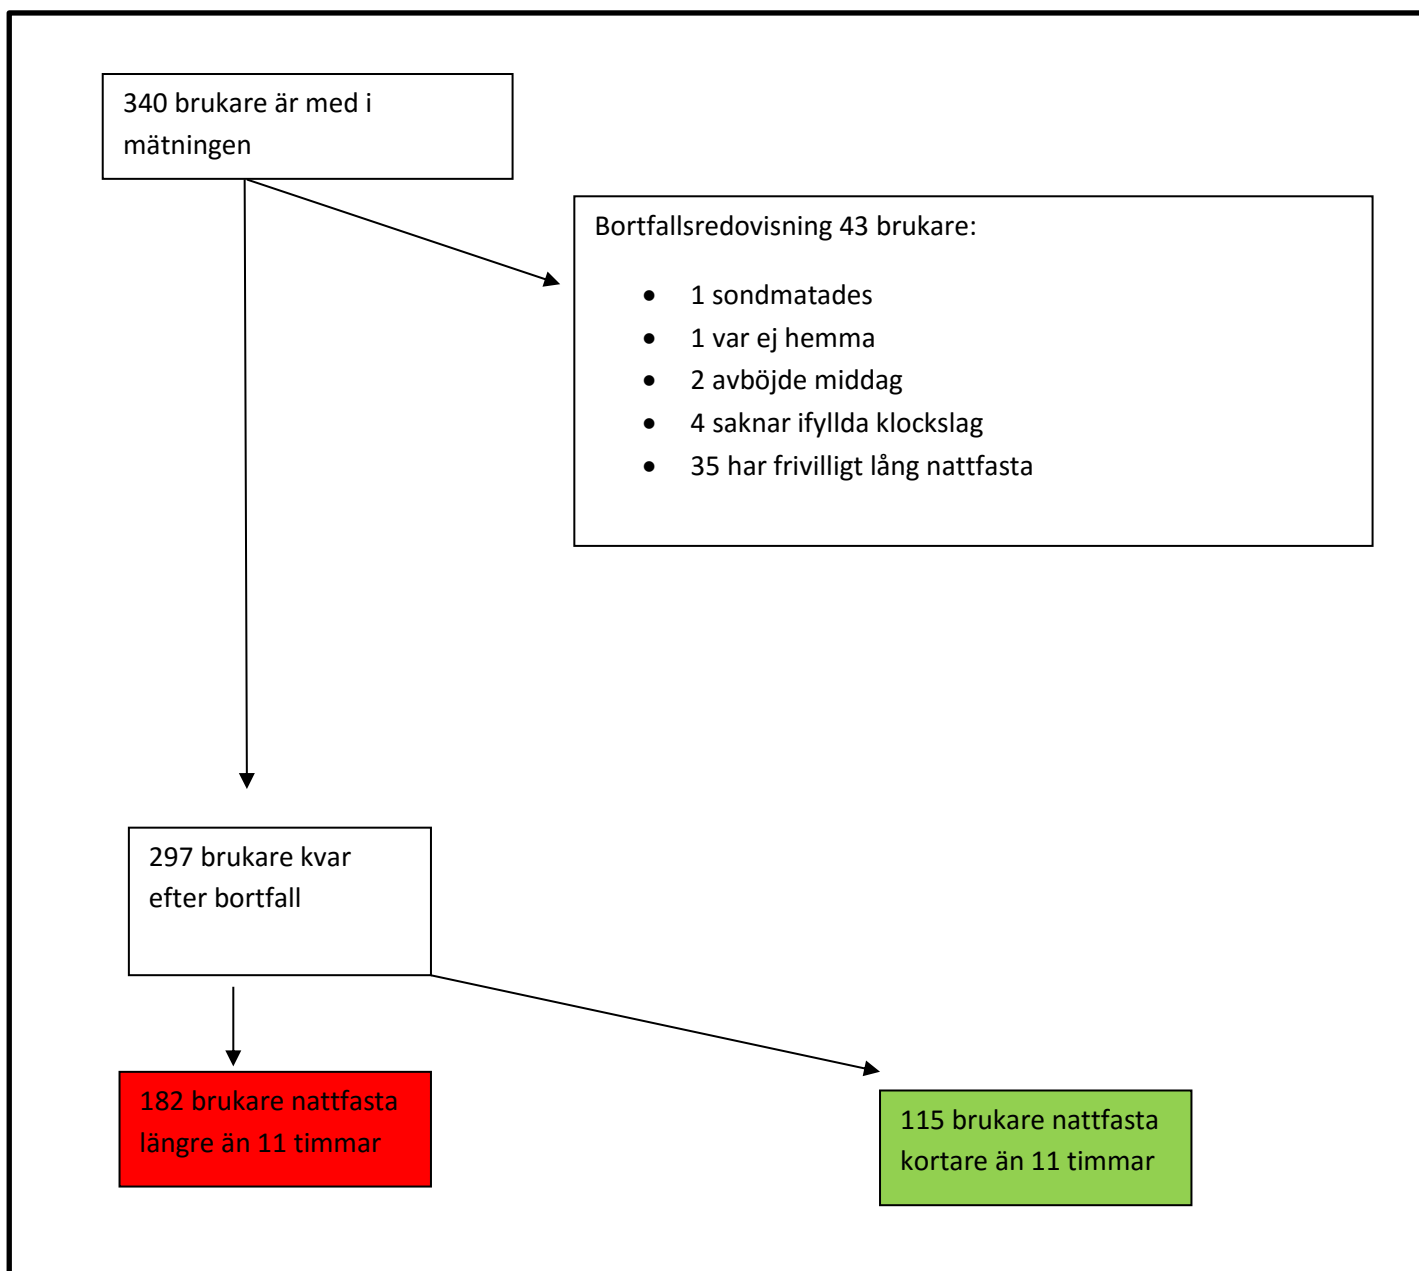 340 brukare är med i
mätningen
Bortfallsredovisning 43 brukare:
• 1 sondmatades
• 1 var ej hemma
• 2 avböjde middag
• 4 saknar ifyllda klockslag
• 35 har frivilligt lång nattfasta
297 brukare kvar
efter bortfall
182 brukare nattfasta
längre än 11 timmar
115 brukare nattfasta
kortare än 11 timmar